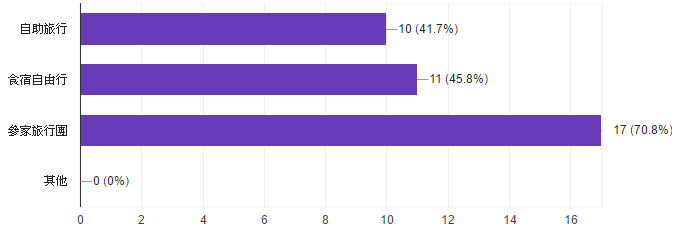 自助旅行 10 (41.7%)
食宿自由行 11 (45.8%)
參家旅行團 17 (70.8%)
其他 0 (0%)
0 2 4 6 8 10 12 14 16